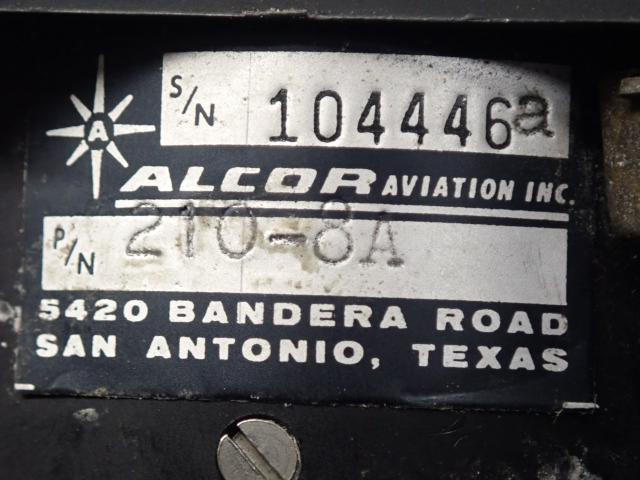 S/N 104446a
A
ALCOR AVIATION INC.
P/N 210-8A
5420 BANDERA ROAD
SAN ANTONIO, TEXAS